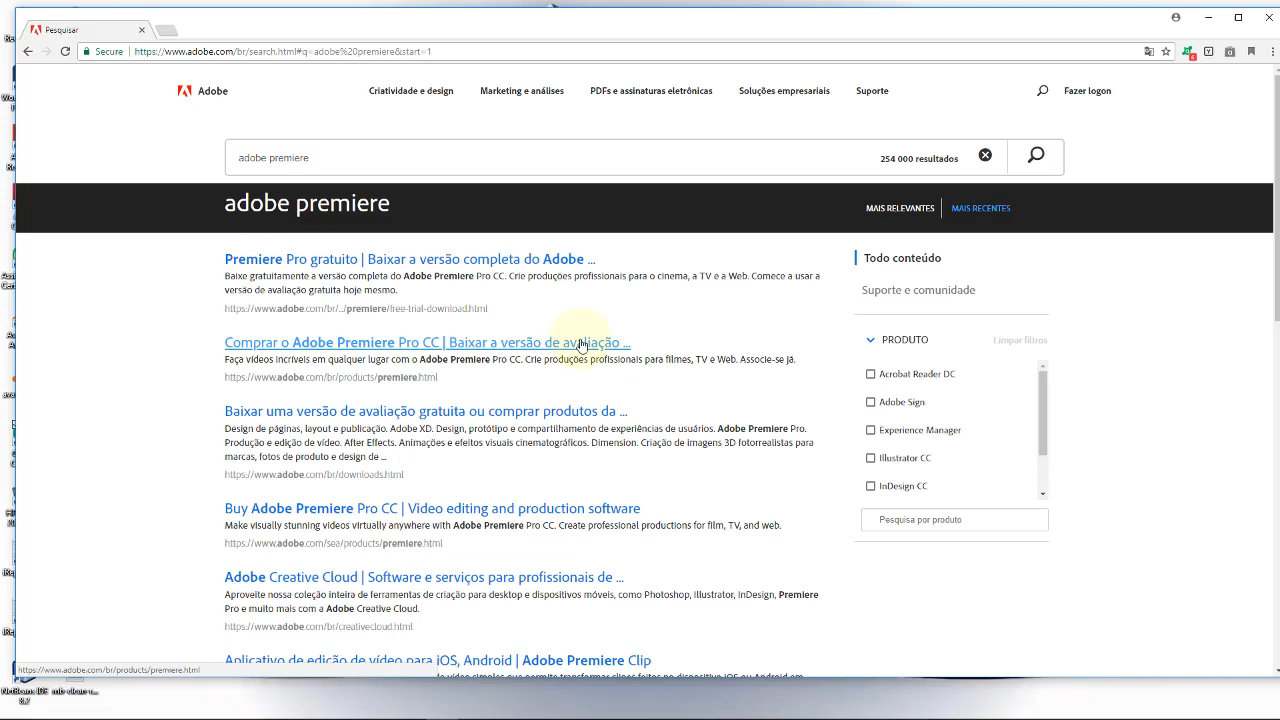 Pesquisar
Secure
https://www.adobe.com/br/search.html#q=adobe%20premiere&start=1
Adobe
Criatividade e design
Marketing e análises
PDFs e assinaturas eletrônicas
Soluções empresariais
Suporte
Fazer logon
adobe premiere
254 000 resultados
adobe premiere
MAIS RELEVANTES
MAIS RECENTES
Premiere Pro gratuito | Baixar a versão completa do Adobe ...
Baixe gratuitamente a versão completa do Adobe Premiere Pro CC. Crie produções profissionais para o cinema, a TV e a Web. Comece a usar a
versão de avaliação gratuita hoje mesmo.
https://www.adobe.com/br/.../premiere/free-trial-download.html
Comprar o Adobe Premiere Pro CC | Baixar a versão de avaliação ...
Faça vídeos incríveis em qualquer lugar com o Adobe Premiere Pro CC. Crie produções profissionais para filmes, TV e Web. Associe-se já.
https://www.adobe.com/br/products/premiere.html
Baixar uma versão de avaliação gratuita ou comprar produtos da ...
Design de páginas, layout e publicação. Adobe XD. Design, protótipo e compartilhamento de experiências de usuários. Adobe Premiere Pro.
Produção e edição de vídeo. After Effects. Animações e efeitos visuais cinematográficos. Dimension. Criação de imagens 3D fotorrealistas para
marcas, fotos de produto e design de ...
https://www.adobe.com/br/downloads.html
Buy Adobe Premiere Pro CC | Video editing and production software
Make visually stunning videos virtually anywhere with Adobe Premiere Pro CC. Create professional productions for film, TV, and web.
https://www.adobe.com/sea/products/premiere.html
Adobe Creative Cloud | Software e serviços para profissionais de ...
Aproveite nossa coleção inteira de ferramentas de criação para desktop e dispositivos móveis, como Photoshop, Illustrator, InDesign, Premiere
Pro e muito mais com a Adobe Creative Cloud.
https://www.adobe.com/br/creativecloud.html
Aplicativo de edição de vídeo para iOS, Android | Adobe Premiere Clip
Todo conteúdo
Suporte e comunidade
PRODUTO
Limpar filtros
Acrobat Reader DC
Adobe Sign
Experience Manager
Illustrator CC
InDesign CC
Pesquisa por produto
https://www.adobe.com/br/products/premiere.html
NetBeans IDE
8.2